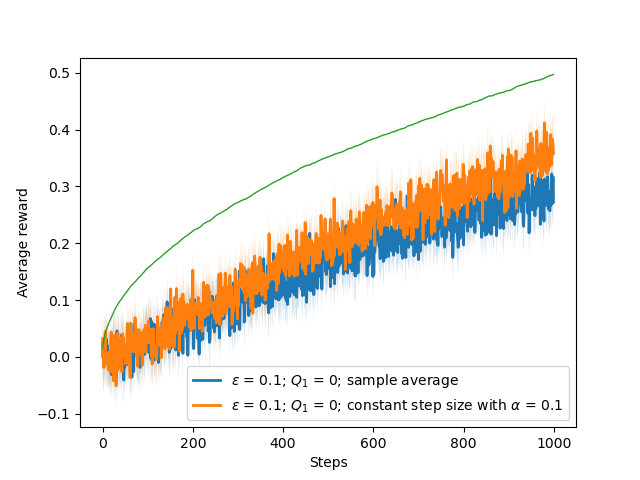 0.5
0.4
0.3
0.2
0.1
0.0
−0.1
Average reward
ε = 0.1; Q₁ = 0; sample average
ε = 0.1; Q₁ = 0; constant step size with α = 0.1
0 200 400 600 800 1000
Steps